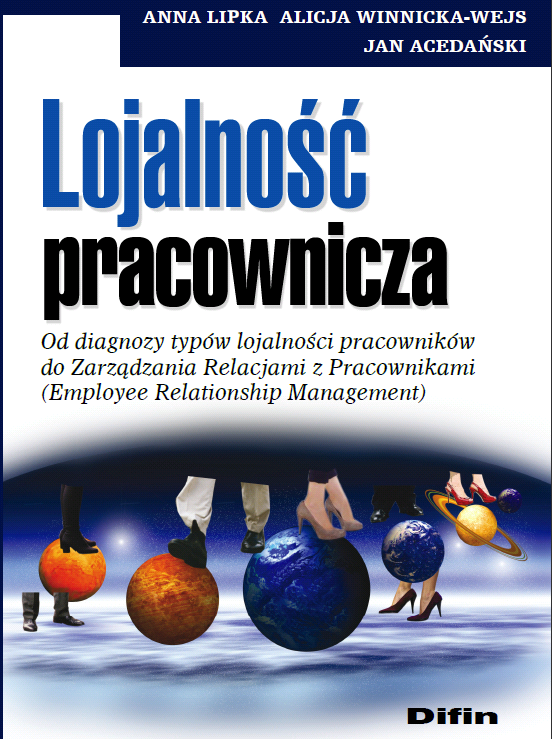 ANNA LIPKA ALICJA WINNICKA-WEJS
JAN ACEDAŃSKI
Lojalność
pracownicza
Od diagnozy typów lojalności pracowników
do Zarządzania Relacjami z Pracownikami
(Employee Relationship Management)
Difin